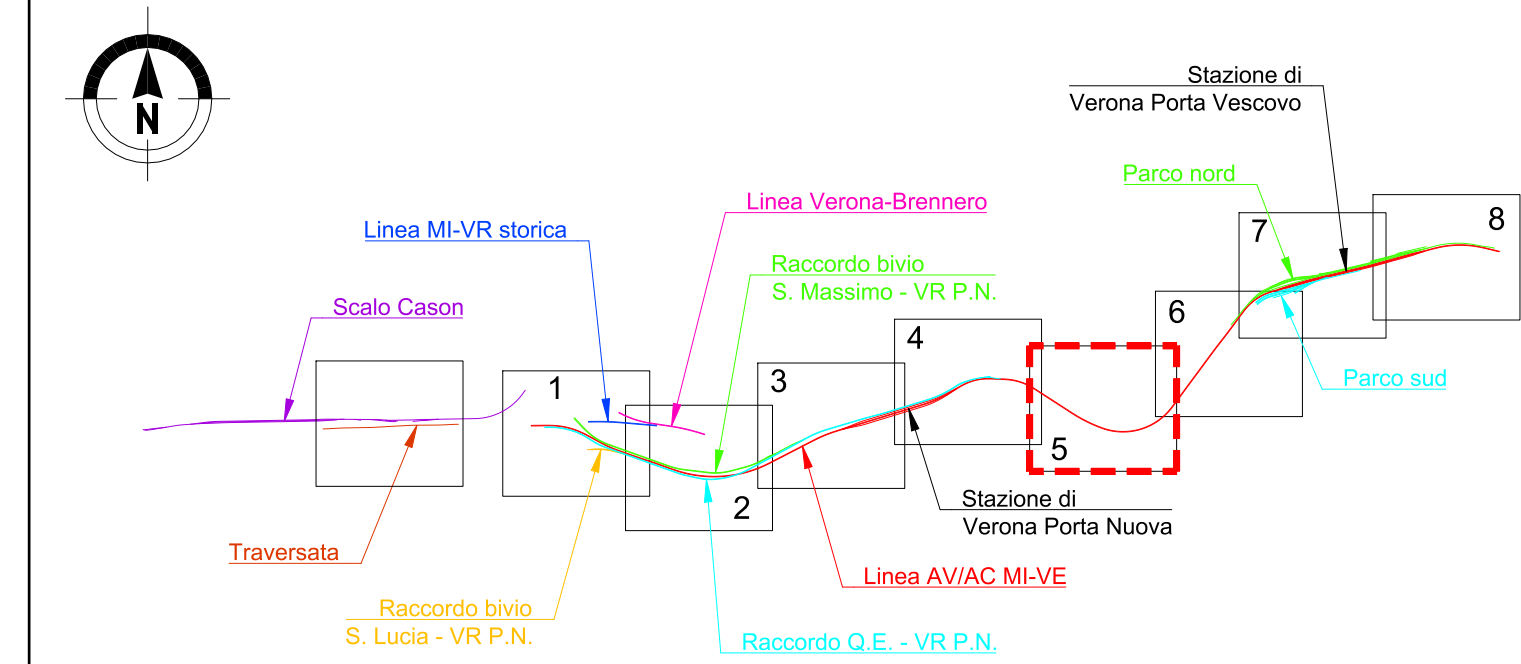 N
Stazione di
Verona Porta Vescovo
Parco nord
8
Linea Verona-Brennero
7
Linea MI-VR storica
Raccordo bivio
S. Massimo - VR P.N.
Scalo Cason
6
4
3
Parco sud
1
5
2
Stazione di
Verona Porta Nuova
Traversata
Linea AV/AC MI-VE
Raccordo bivio
S. Lucia - VR P.N.
Raccordo Q.E. - VR P.N.